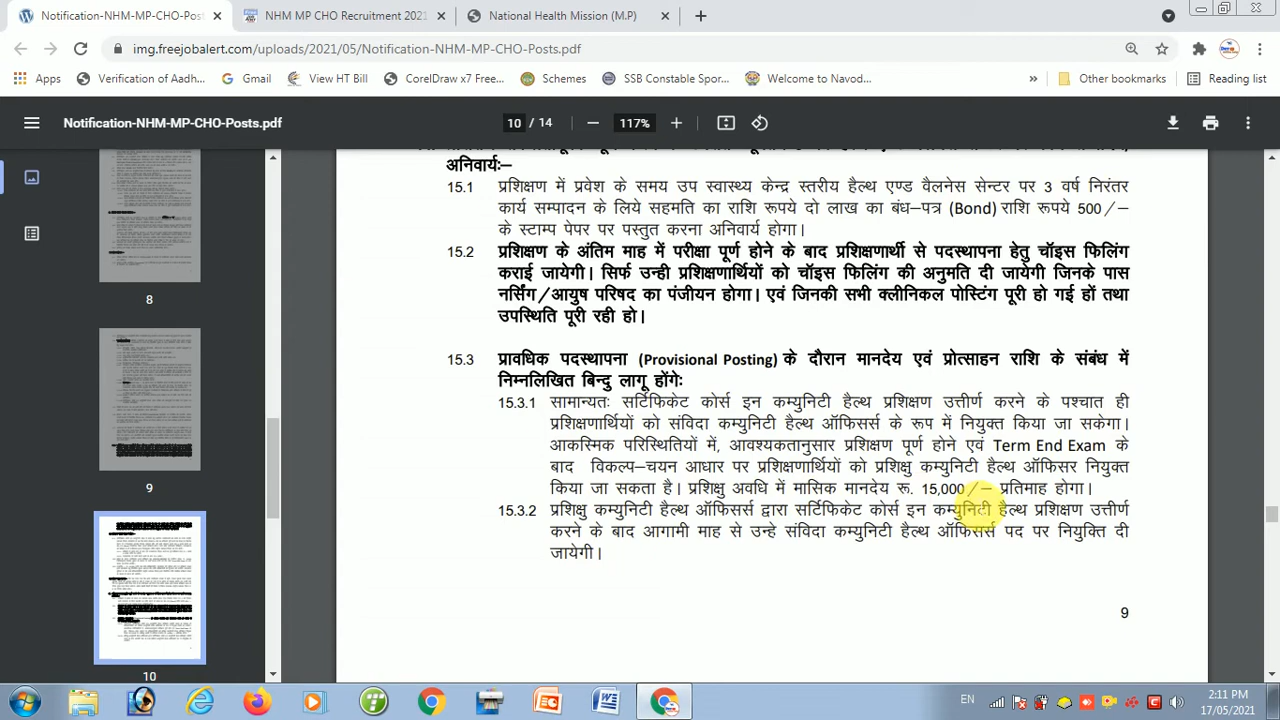 Notification-NHM-MP-CHO-Post
NHM MP CHO Recruitment 2021
National Health Mission (M.P)
img.freejobalert.com/uploads/2021/05/Notification-NHM-MP-CHO-Posts.pdf
Apps
Verification of Aadh...
Gmail
View HT Bill
CorelDraw x7 Free...
Schemion
SSB Constable Spo...
Welcome to Navod...
»
Other bookmarks
Reading list
Notification-NHM-MP-CHO-Posts.pdf
10 / 14
117%
8
9
10
अनिवार्यः—
15.1 प्रशिक्षण में प्रवेश के समय उप स्वास्थ्य केन्द्र स्तरीय हेल्थ एण्ड वेलनेस सेंटर पर वर्ष निरंतर
कार्य सम्पादन के लिये सहमति का राशि रूपये दो लाख का बंध—पत्र (Bond) राशि रूपये 500/—
के स्टाम्प पर प्रस्तुत करना अनिवार्य होगा।
15.2 प्रशिक्षण के अंतिम माह में परीक्षा पूर्ण होने के बाद प्रशिक्षणार्थी से पदस्थापना हेतु चॉइस फिलिंग
कराई जायेगी। सिर्फ उन्ही प्रशिक्षणार्थियों को चॉइस फिलिंग की अनुमति दी जायेगी जिनके पास
नर्सिंग/आयुष परिषद का पंजीयन होगा। एवं जिनकी सभी क्लीनिकल पोस्टिंग पूरी हो गई हों तथा
उपस्थिति पूरी रही हो।
15.3 प्रावधिक पदस्थापना (Provisional Posting) के दौरान मानदेय एवं प्रोत्साहन राशि के संबंध में
निम्नलिखित बिन्दु लागू होंगेः
15.3.1 सामान्यतः सर्टिफिकेट कोर्स इन कम्युनिटी हेल्थ प्रशिक्षण उत्तीर्ण करने के पश्चात ही
प्रशिक्षणार्थियों को संविदा कम्युनिटी हेल्थ ऑफिसर्स के रूप में नियुक्त किया जा सकेगा।
आकस्मिक परिस्थितियों में, आवश्यकतानुसार प्रशिक्षण पूर्ण होने एवं Term End Exam के
बाद विकल्प—चयन आधार पर प्रशिक्षणार्थियों को प्रशिक्षु कम्युनिटी हैल्थ ऑफिसर नियुक्त
किया जा सकता है। प्रशिक्षु अवधि में मासिक मानदेय रू. 15,000/— प्रतिमाह होगा।
15.3.2 प्रशिक्षु कम्युनिटी हेल्थ ऑफिसर्स द्वारा सर्टिफिकेट कोर्स इन कम्युनिटी हेल्थ प्रशिक्षण उत्तीर्ण
करने के आगामी माह से उन्हे संविदा कम्युनिटी हेल्थ ऑफिसर के रूप में नियुक्ति दी
जायेगी।
9
EN
2:11 PM
17/05/2021